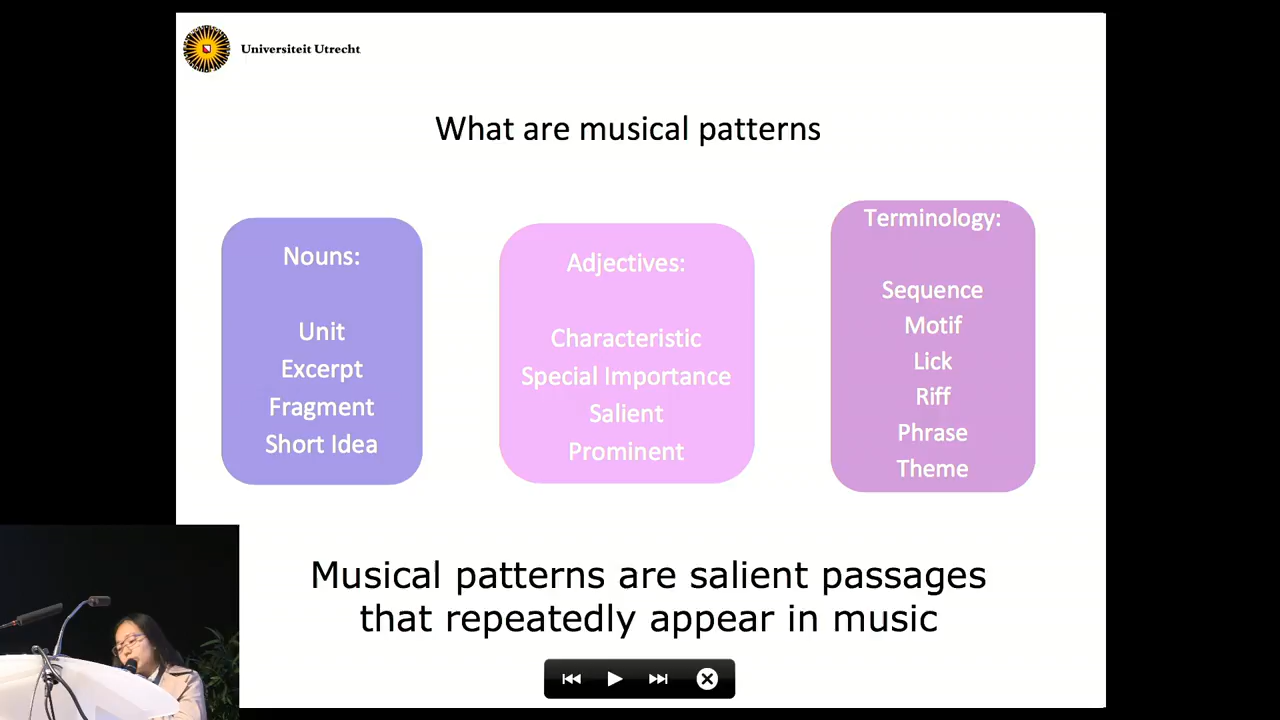 Universiteit Utrecht
What are musical patterns
Nouns:
Unit
Excerpt
Fragment
Short Idea
Adjectives:
Characteristic
Special Importance
Salient
Prominent
Terminology:
Sequence
Motif
Lick
Riff
Phrase
Theme
Musical patterns are salient passages
that repeatedly appear in music